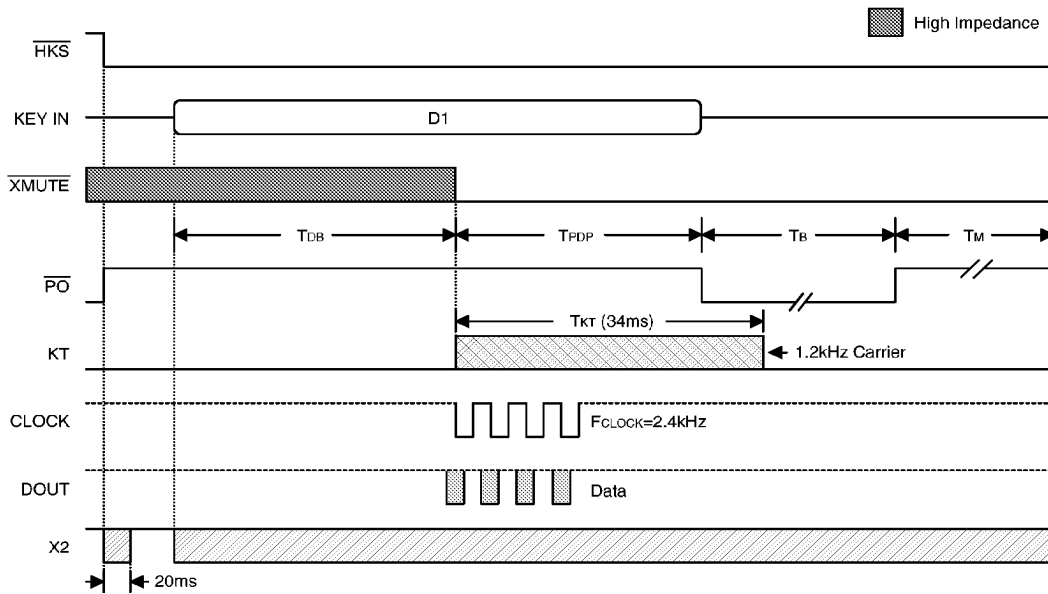 High Impedance
HKS
KEY IN
D1
XMUTE
TDB
TPDP
TB
TM
PO
TKT (34ms)
KT
1.2kHz Carrier
CLOCK
FCLOCK=2.4kHz
DOUT
Data
X2
20ms